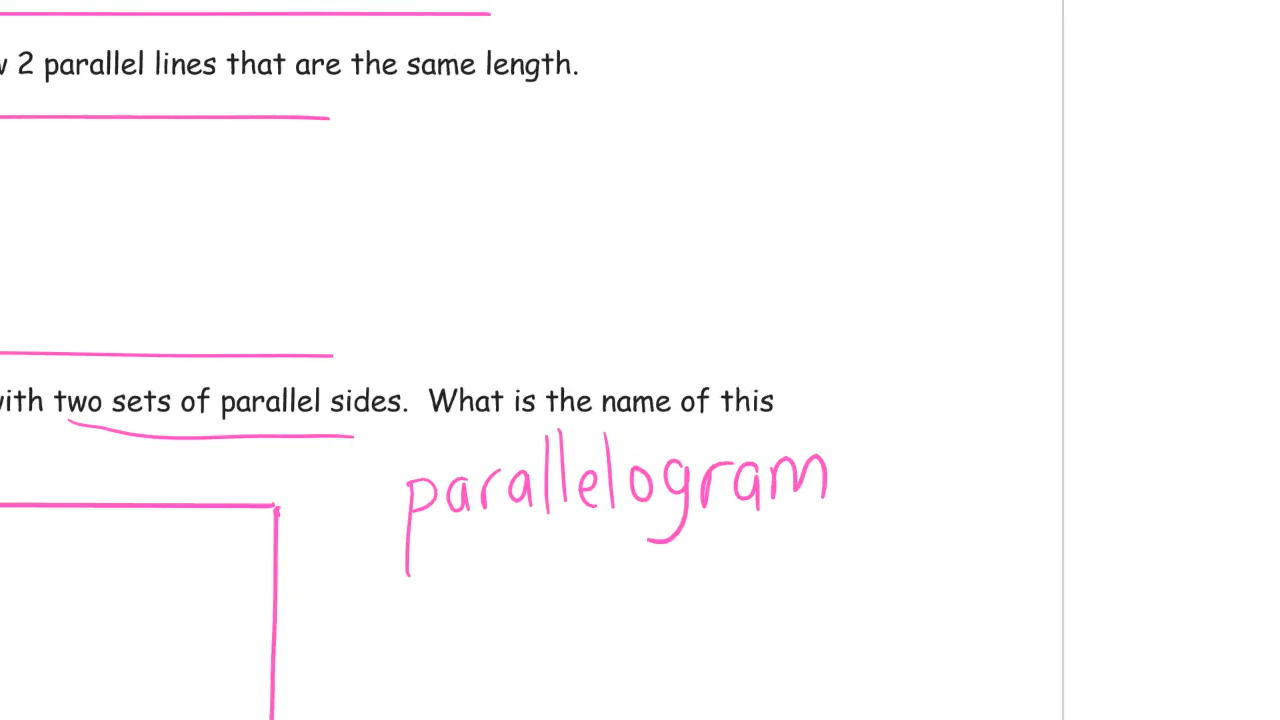 2 parallel lines that are the same length.
with two sets of parallel sides. What is the name of this
parallelogram